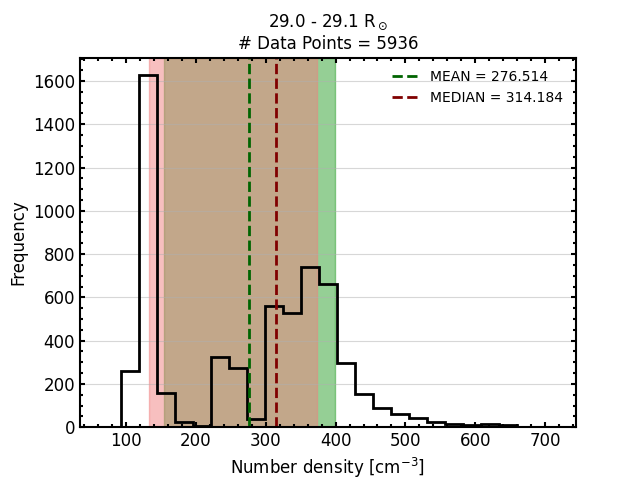 29.0 - 29.1 R⊙
# Data Points = 5936
MEAN = 276.514
MEDIAN = 314.184
1600
1400
1200
1000
800
600
400
200
0
Frequency
100 200 300 400 500 600 700
Number density [cm⁻³]